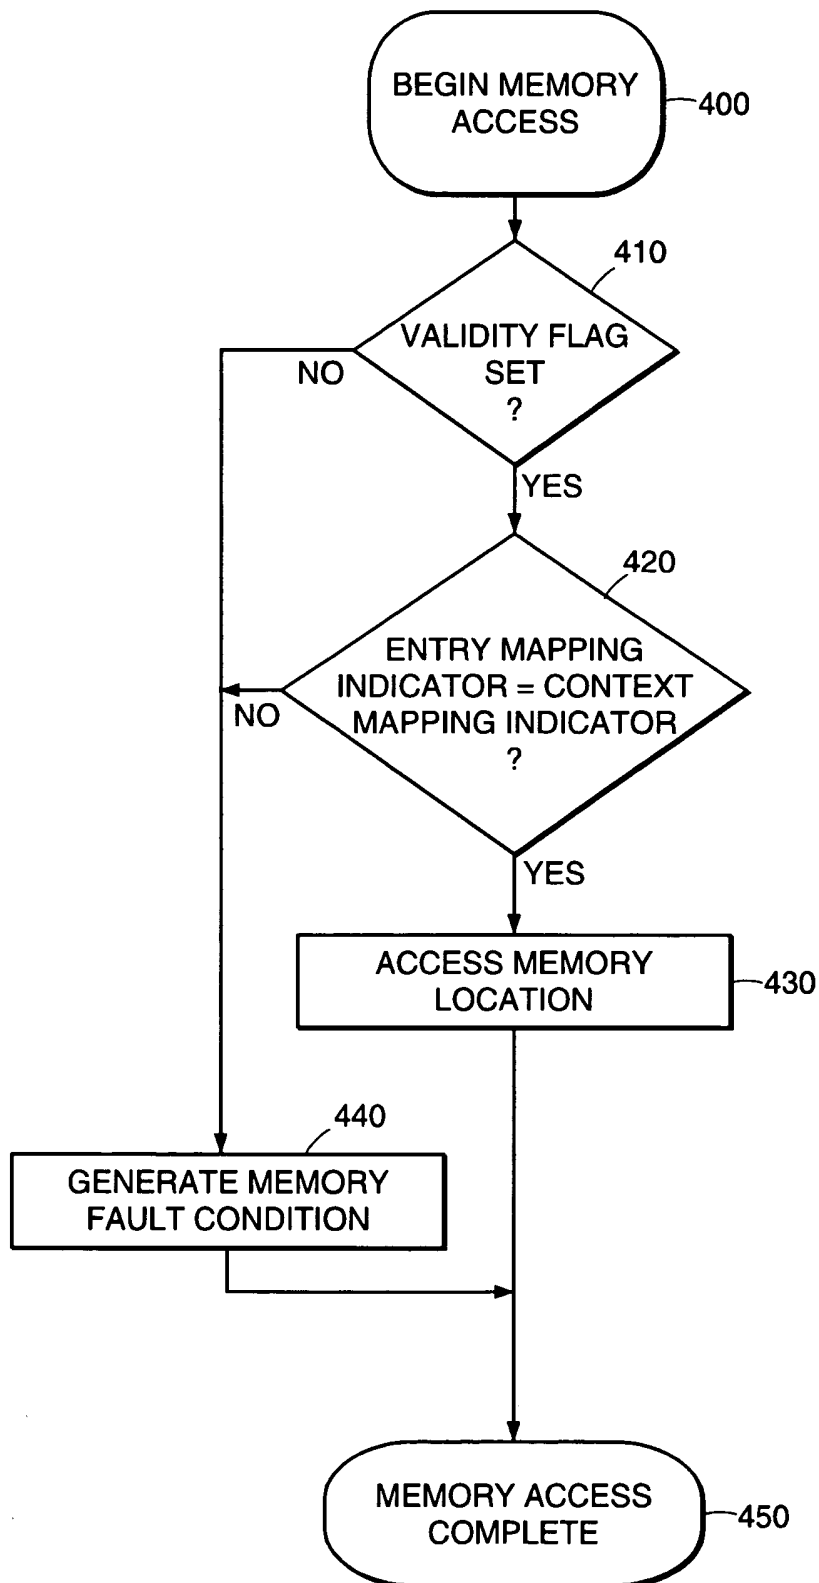 BEGIN MEMORY
ACCESS
400
410
VALIDITY FLAG
SET
?
NO
YES
420
ENTRY MAPPING
INDICATOR = CONTEXT
MAPPING INDICATOR
?
NO
YES
ACCESS MEMORY
LOCATION
430
440
GENERATE MEMORY
FAULT CONDITION
MEMORY ACCESS
COMPLETE
450